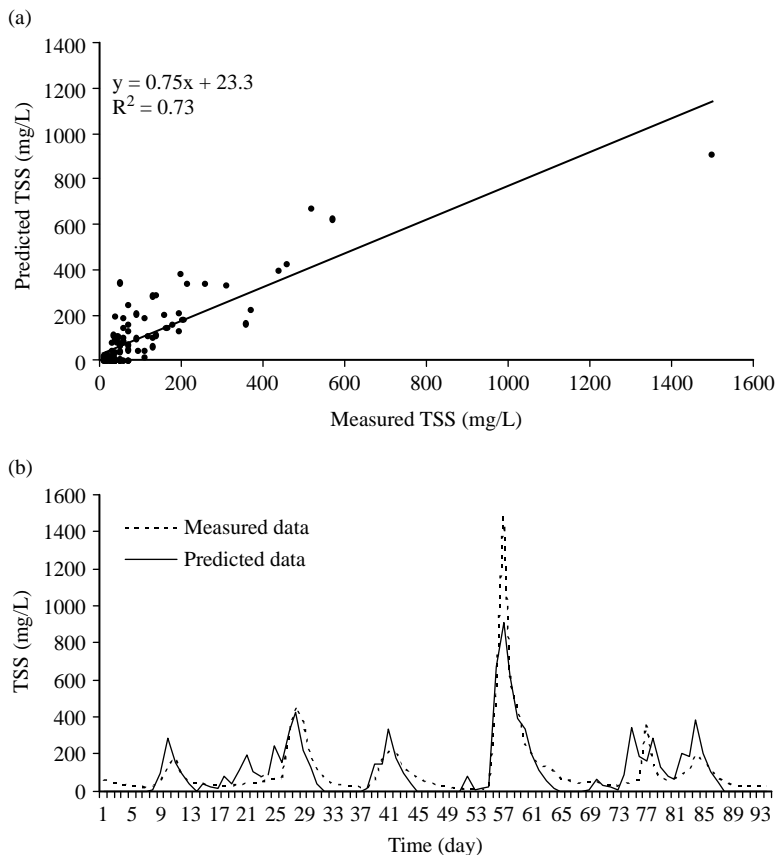 (a)
1400
1200
1000
800
600
400
200
0
Predicted TSS (mg/L)
y = 0.75x + 23.3
R² = 0.73
0 200 400 600 800 1000 1200 1400 1600
Measured TSS (mg/L)
(b)
1600
1400
1200
1000
800
600
400
200
0
TSS (mg/L)
Measured data
Predicted data
1 5 9 13 17 21 25 29 33 37 41 45 49 53 57 61 65 69 73 77 81 85 89 93
Time (day)